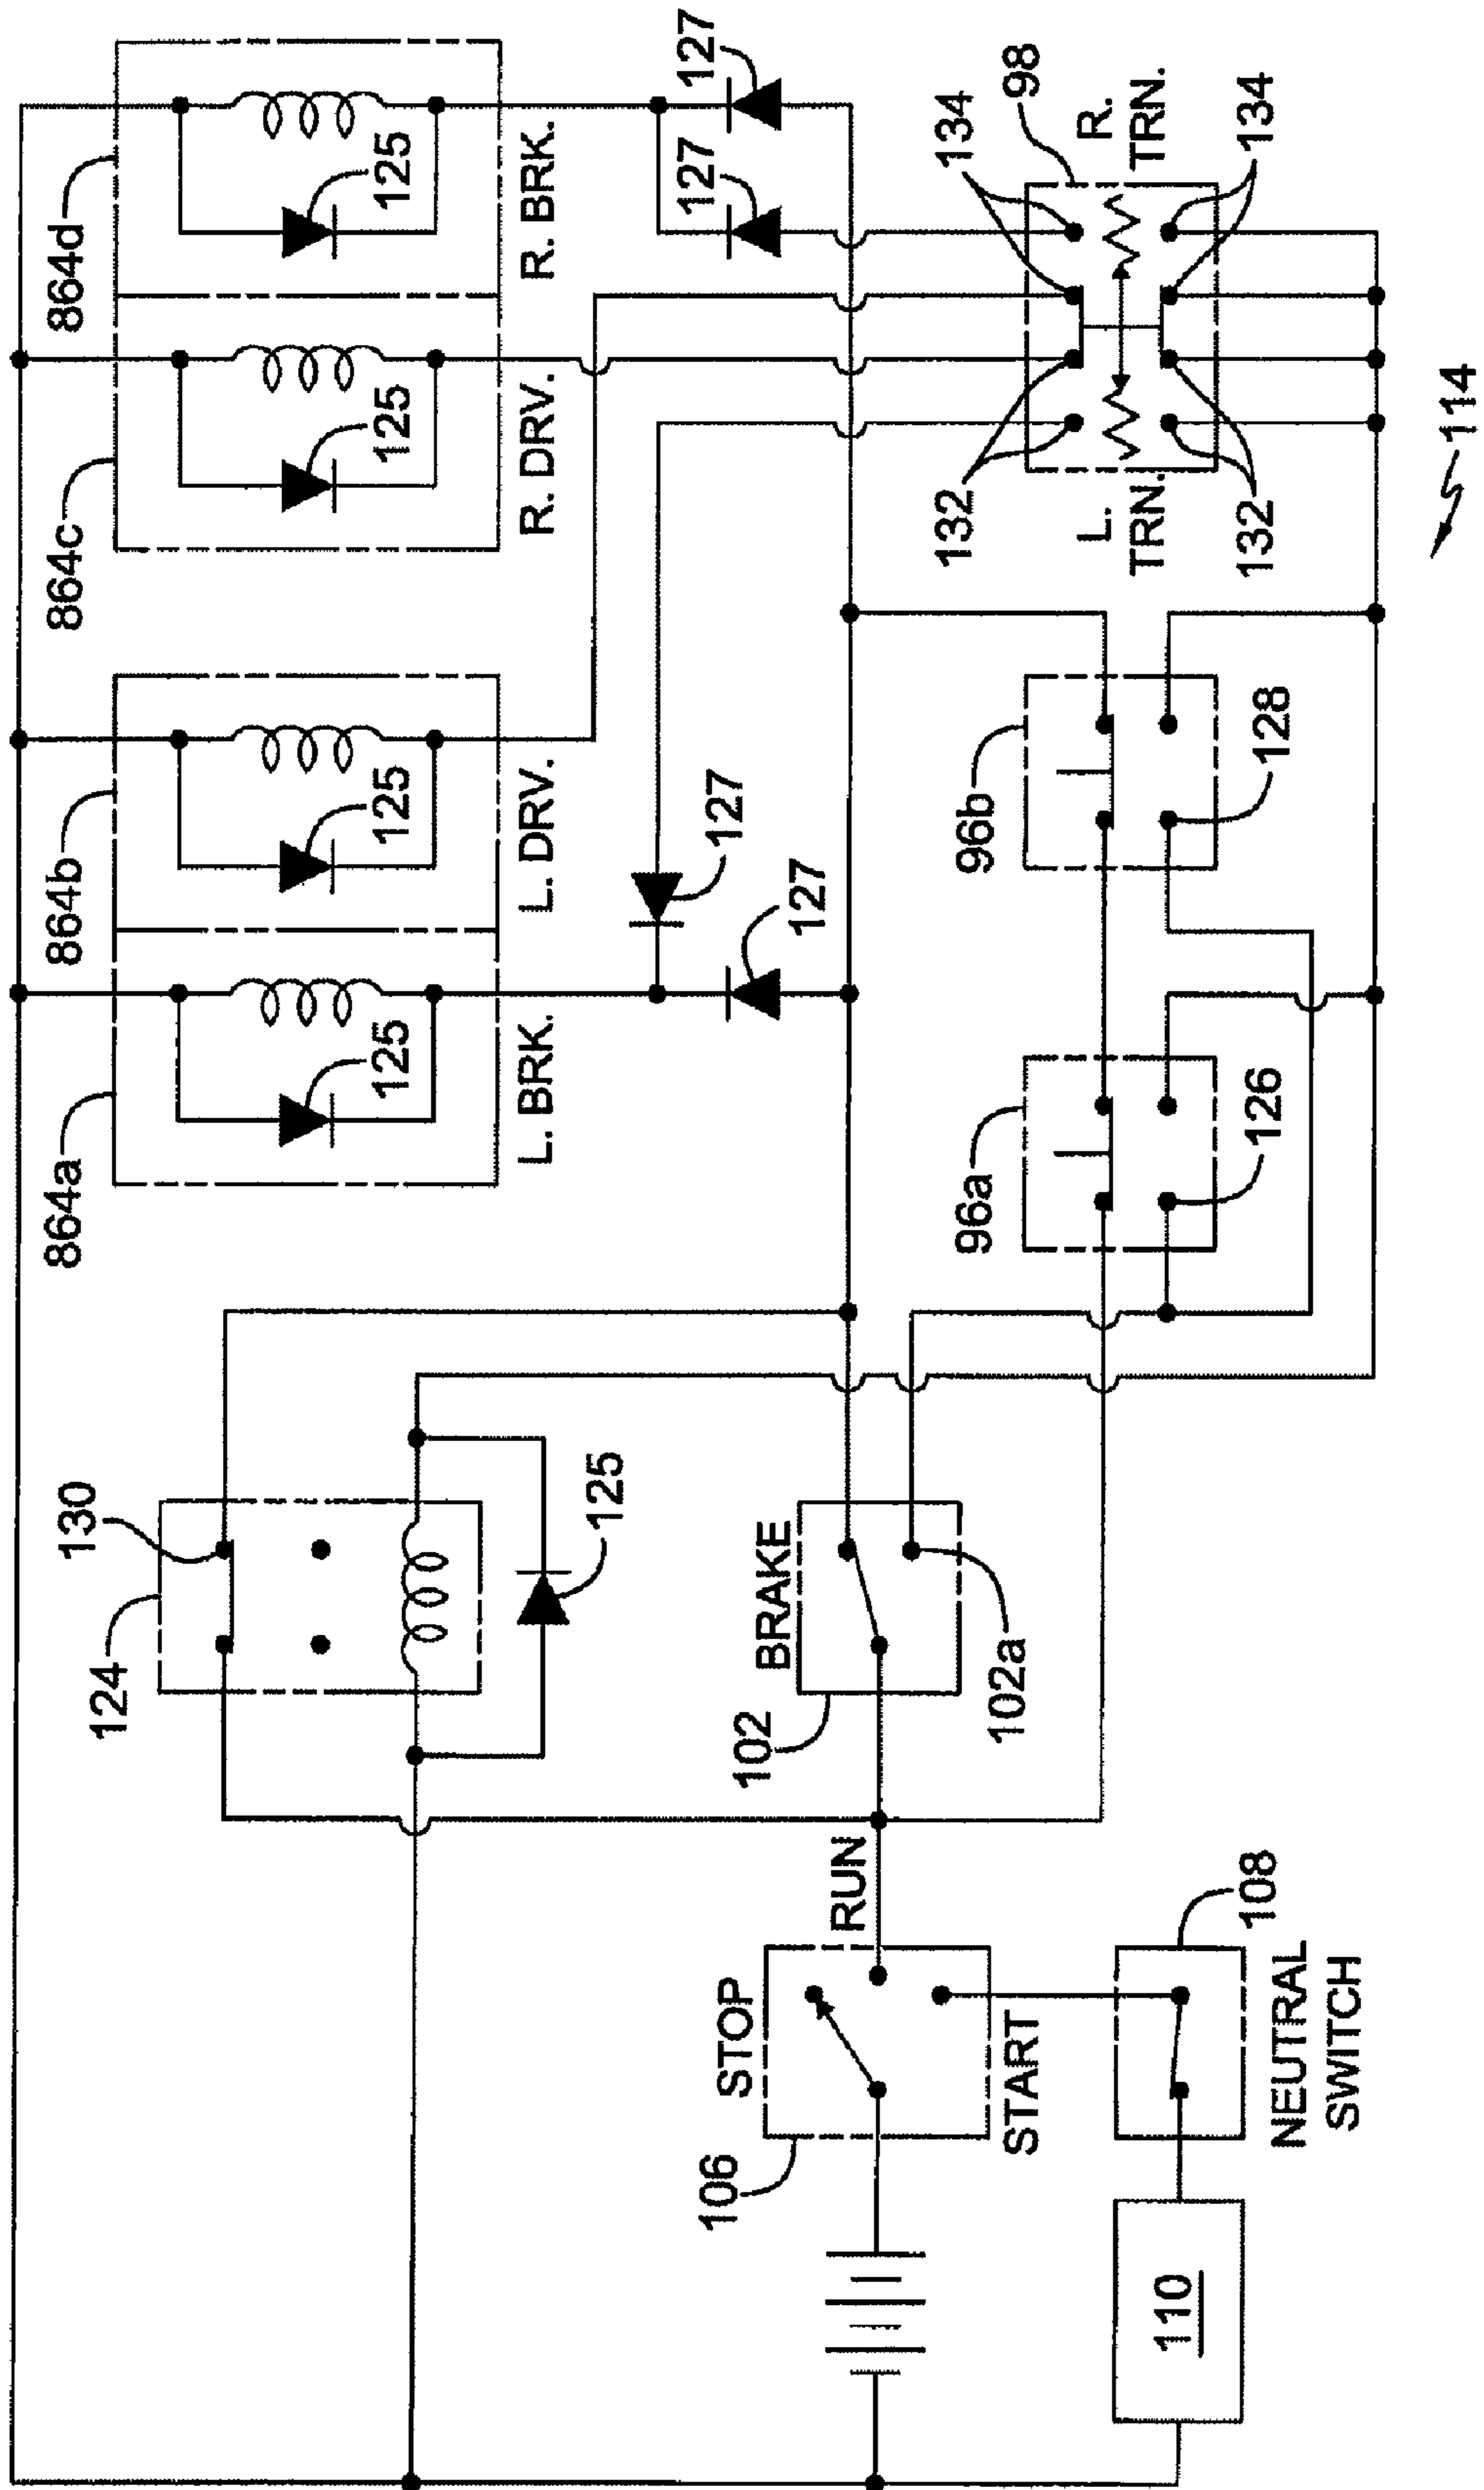 864d
125
R. BRK.
127
127
864c
125
R. DRV.
134
98
R.
TRN.
134
132
L.
TRN.
132
114
864b
125
L. DRV.
127
127
864a
125
L. BRK.
96b
128
96a
126
130
124
125
BRAKE
102
102a
RUN
STOP
106
START
108
NEUTRAL
SWITCH
110